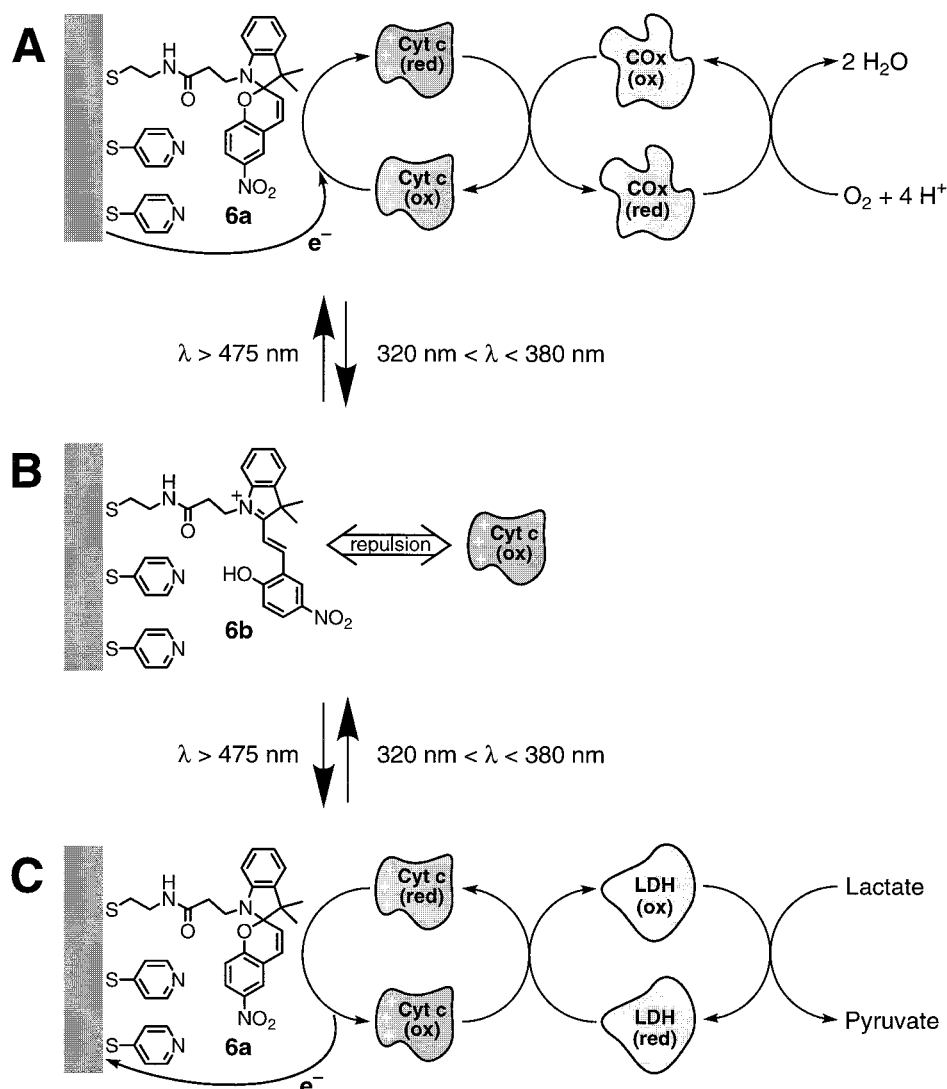 A
H
S
N
O
N
O
NO₂
6a
S
N
S
N
e⁻
Cyt c
(red)
Cyt c
(ox)
COx
(ox)
COx
(red)
2 H₂O
O₂ + 4 H⁺
λ > 475 nm
320 nm < λ < 380 nm
B
H
S
N
O
+
N
HO
NO₂
6b
S
N
S
N
repulsion
Cyt c
(ox)
λ > 475 nm
320 nm < λ < 380 nm
C
H
S
N
O
N
O
NO₂
6a
S
N
S
N
e⁻
Cyt c
(red)
Cyt c
(ox)
LDH
(ox)
LDH
(red)
Lactate
Pyruvate